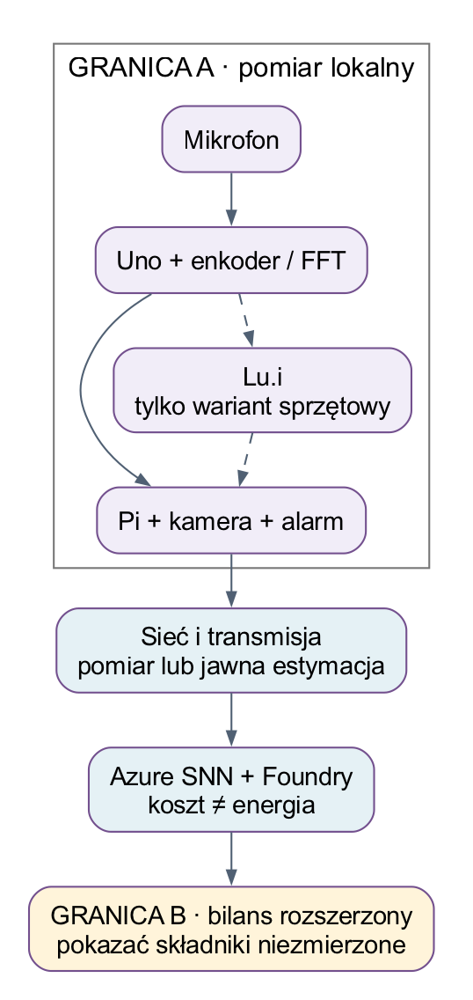 GRANICA A · pomiar lokalny
Mikrofon
Uno + enkoder / FFT
Lu.i
tylko wariant sprzętowy
Pi + kamera + alarm
Sieć i transmisja
pomiar lub jawna estymacja
Azure SNN + Foundry
koszt ≠ energia
GRANICA B · bilans rozszerzony
pokazać składniki niezmierzone